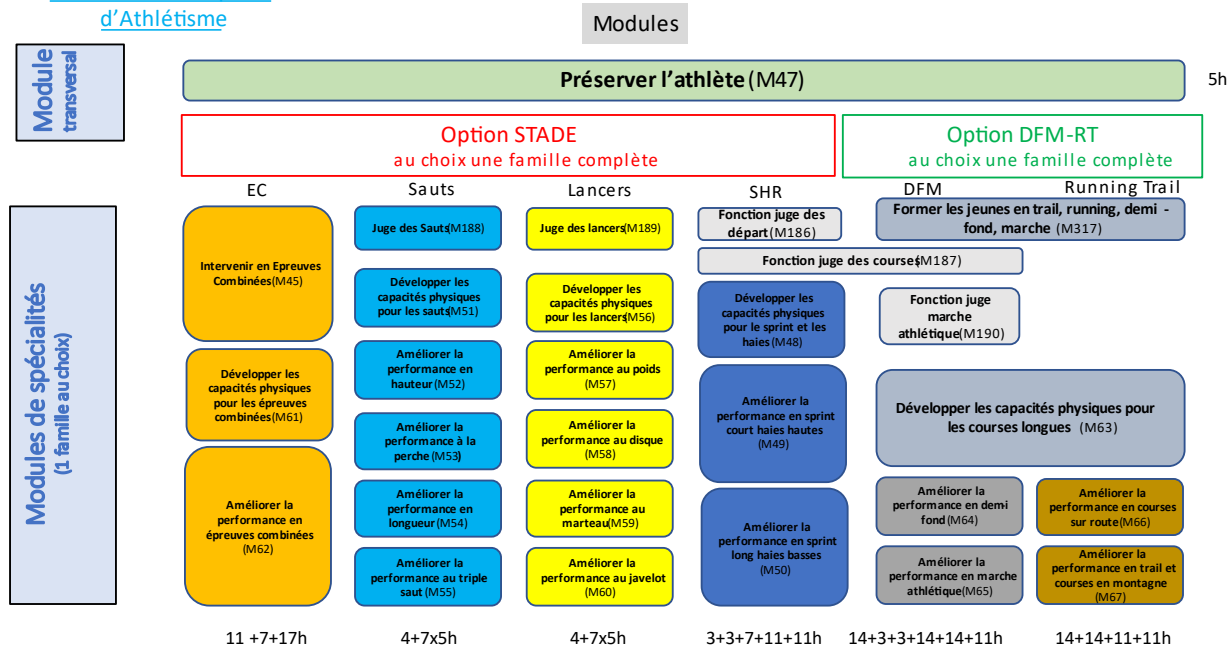 d'Athlétisme
Modules
Module
transversal
Préserver l'athlète (M47)
5h
Option STADE
au choix une famille complète
Option DFM-RT
au choix une famille complète
EC
Sauts
Lancers
SHR
DFM
Running Trail
Modules de spécialités
(1 famille au choix)
Intervenir en Epreuves
Combinées(M45)
Développer les
capacités physiques
pour les épreuves
combinées(M61)
Améliorer la
performance en
épreuves combinées
(M62)
Juge des Sauts(M188)
Développer les
capacités physiques
pour les sauts(M51)
Améliorer la
performance en
hauteur(M52)
Améliorer la
performance à la
perche(M53)
Améliorer la
performance en
longueur(M54)
Améliorer la
performance au triple
saut(M55)
Juge des lancers(M189)
Développer les
capacités physiques
pour les lancers(M56)
Améliorer la
performance au poids
(M57)
Améliorer la
performance au disque
(M58)
Améliorer la
performance au
marteau(M59)
Améliorer la
performance au javelot
(M60)
Fonction juge des
départ(M186)
Fonction juge des courses(M187)
Développer les
capacités physiques
pour le sprint et les
haies(M48)
Améliorer la
performance en sprint
court haies hautes
(M49)
Améliorer la
performance en sprint
long haies basses
(M50)
Former les jeunes en trail, running, demi -
fond, marche (M317)
Fonction juge
marche
athlétique(M190)
Développer les capacités physiques pour
les courses longues (M63)
Améliorer la
performance en demi
fond(M64)
Améliorer la
performance en marche
athlétique(M65)
Améliorer la
performance en courses
sur route(M66)
Améliorer la
performance en trail et
courses en montagne
(M67)
11 +7+17h
4+7x5h
4+7x5h
3+3+7+11+11h
14+3+3+14+14+11h
14+14+11+11h